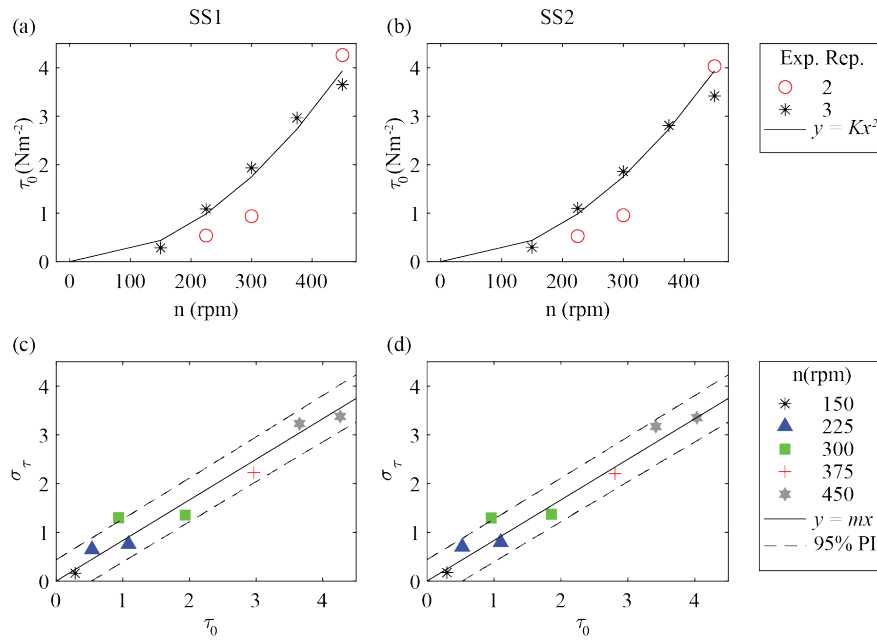 SS1 SS2
(a) (b)
4
3
2
1
0
τ0 (Nm-2)
0 100 200 300 400
n (rpm)
4
3
2
1
0
τ0 (Nm-2)
0 100 200 300 400
n (rpm)
Exp. Rep.
2
3
y = Kx²
(c) (d)
4
3
2
1
0
στ
0 1 2 3 4
τ0
4
3
2
1
0
στ
0 1 2 3 4
τ0
n(rpm)
150
225
300
375
450
y = mx
95% PI